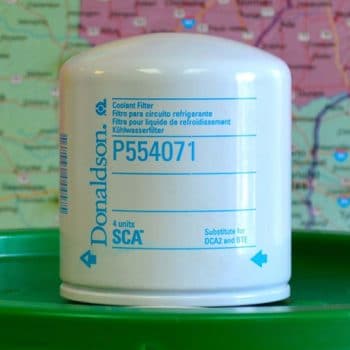 Donaldson.
Coolant Filter
Filtro para circuito refrigerante
Filtre pour liquide de refroidissement
Kühlwasserfilter
P554071
4 units
SCA™
Substitute for
DCA2 and BTE